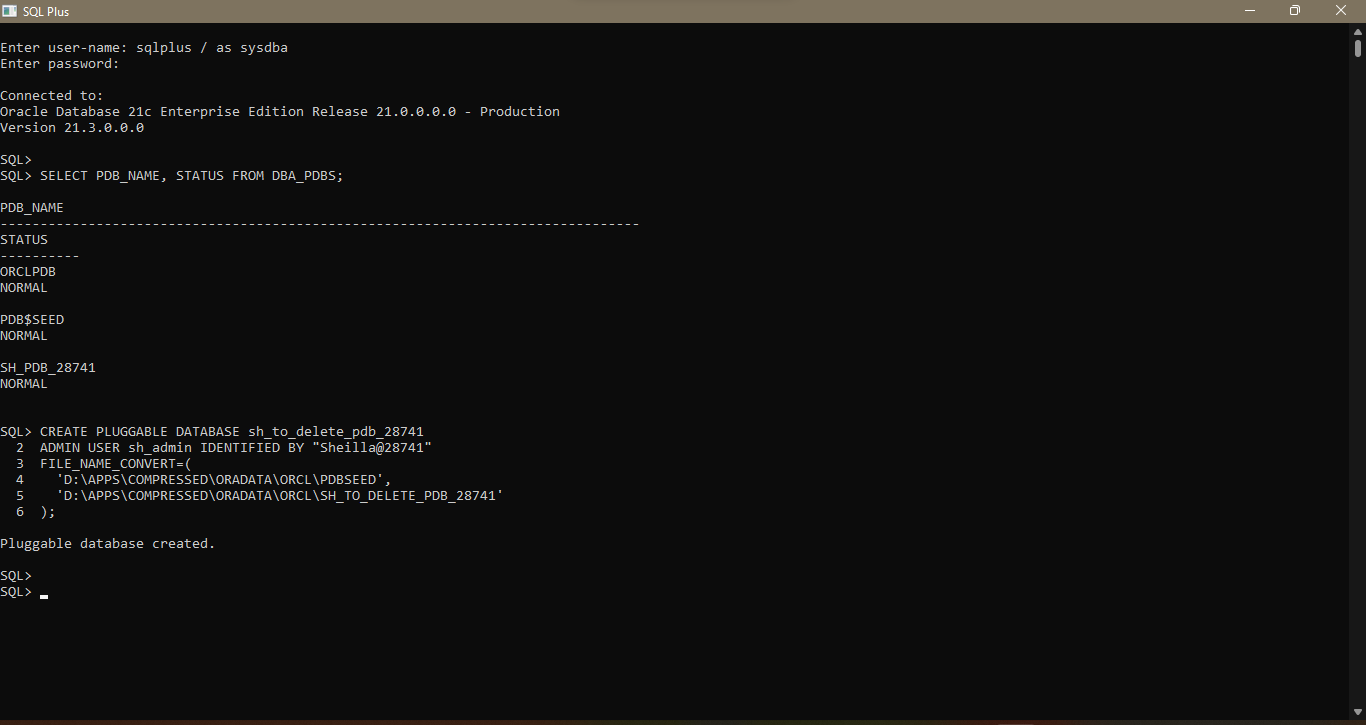 SQL Plus
Enter user-name: sqlplus / as sysdba
Enter password:
Connected to:
Oracle Database 21c Enterprise Edition Release 21.0.0.0.0 - Production
Version 21.3.0.0.0
SQL>
SQL> SELECT PDB_NAME, STATUS FROM DBA_PDBS;
PDB_NAME
--------------------------------------------------------------------------------
STATUS
----------
ORCLPDB
NORMAL
PDB$SEED
NORMAL
SH_PDB_28741
NORMAL
SQL> CREATE PLUGGABLE DATABASE sh_to_delete_pdb_28741
  2  ADMIN USER sh_admin IDENTIFIED BY "Sheilla@28741"
  3  FILE_NAME_CONVERT=(
  4    'D:\APPS\COMPRESSED\ORADATA\ORCL\PDBSEED',
  5    'D:\APPS\COMPRESSED\ORADATA\ORCL\SH_TO_DELETE_PDB_28741'
  6  );
Pluggable database created.
SQL>
SQL>